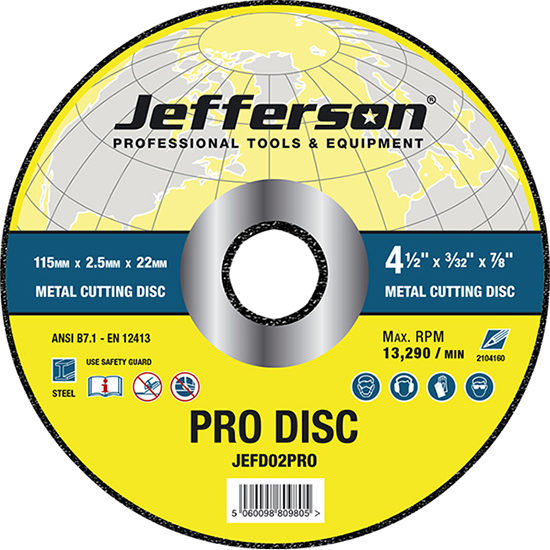 Jefferson®
PROFESSIONAL TOOLS & EQUIPMENT
115MM x 2.5MM x 22MM
METAL CUTTING DISC
4 1/2" x 3/32" x 7/8"
METAL CUTTING DISC
ANSI B7.1 - EN 12413
USE SAFETY GUARD
STEEL
MAX. RPM
13,290 / MIN
2104160
PRO DISC
JEFD02PRO
5 060098 809805 >